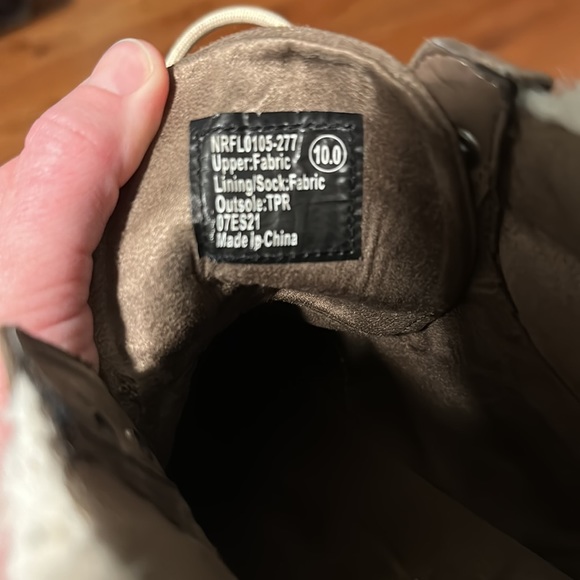 NRFL0105-277
Upper:Fabric 10.0
Lining/Sock:Fabric
Outsole:TPR
07ES21
Made In China